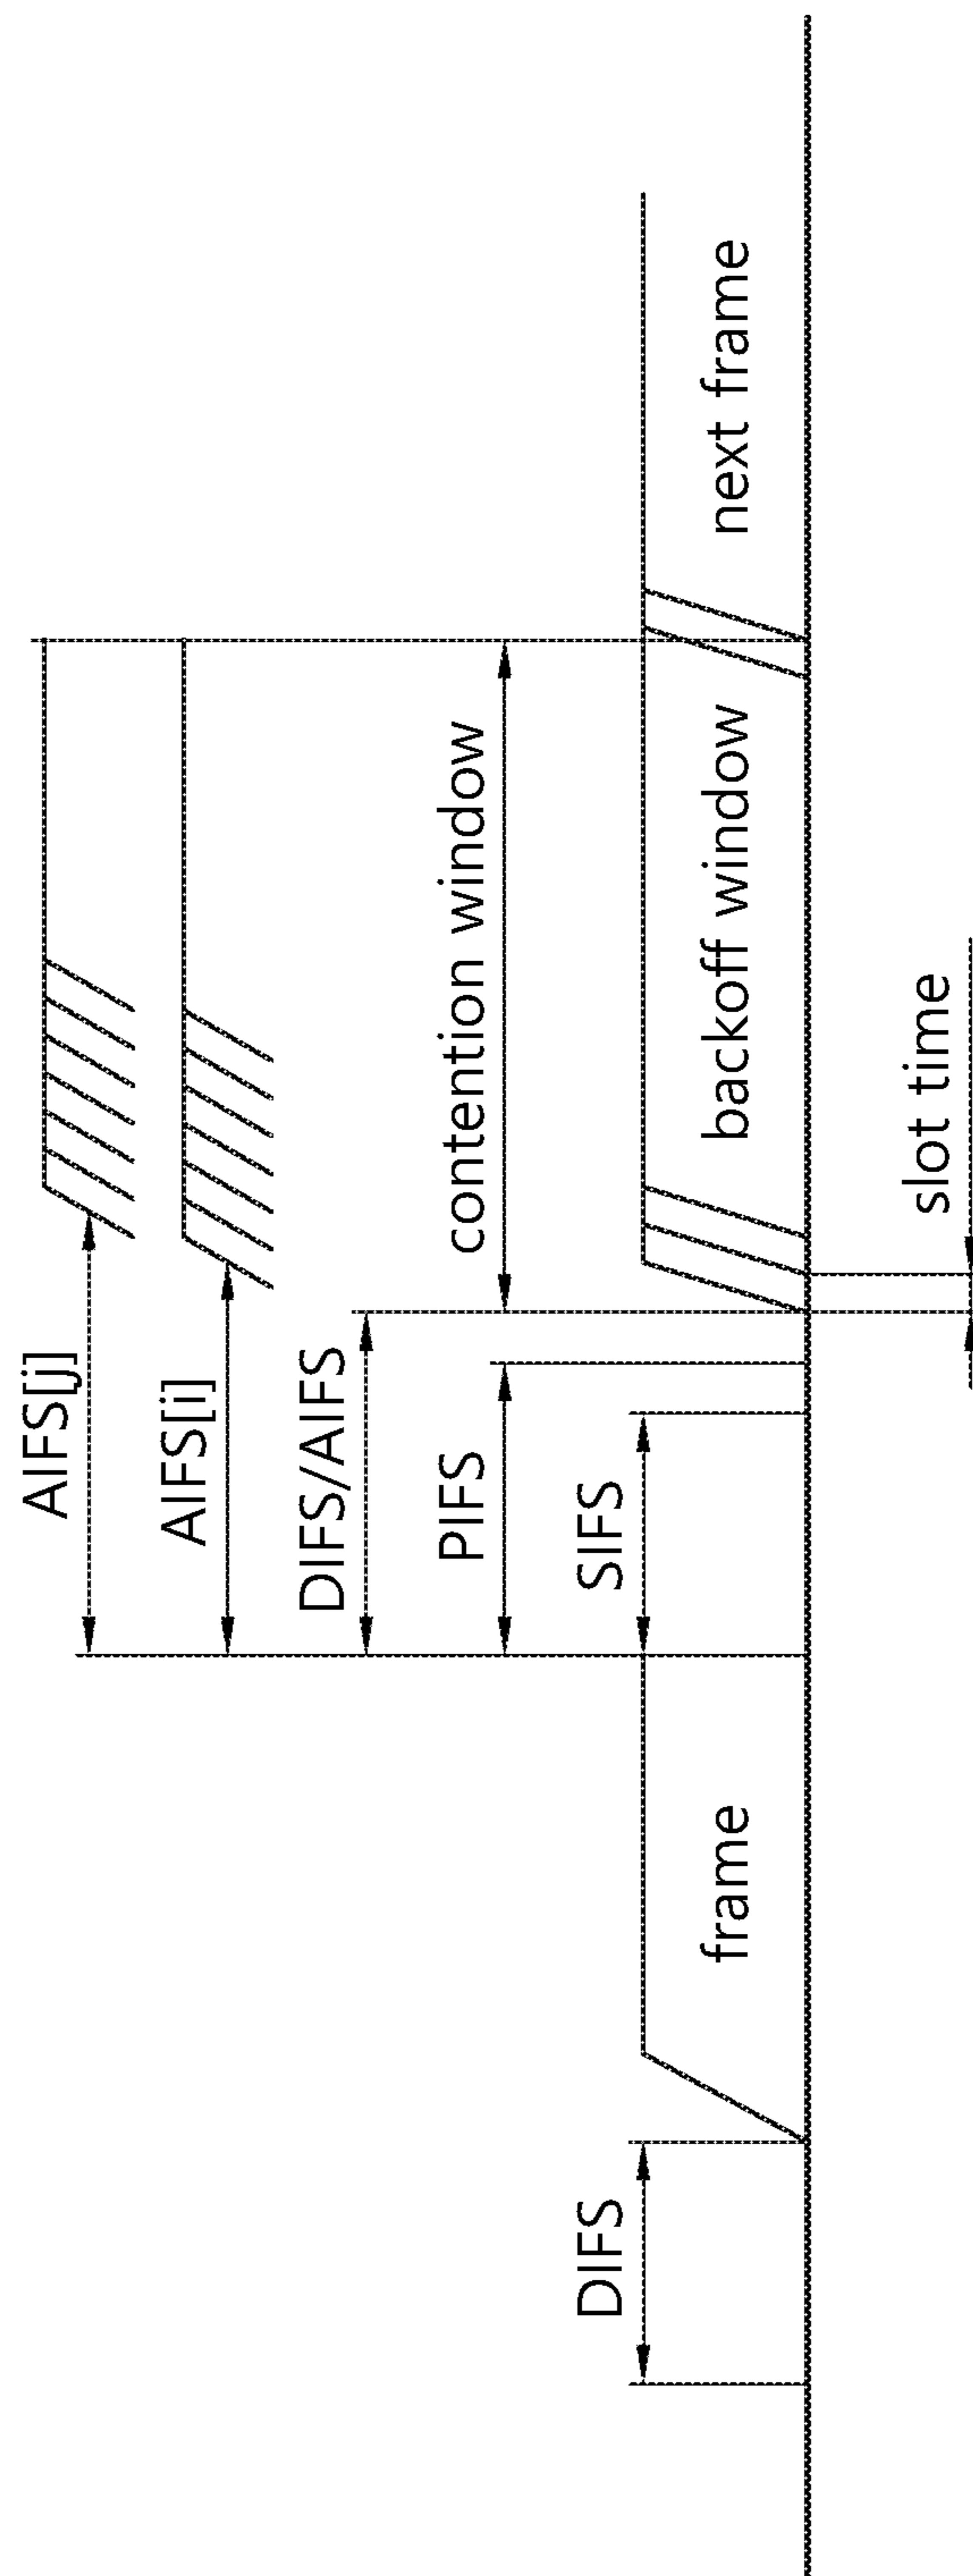 AIFS[j]
AIFS[i]
DIFS/AIFS
PIFS
contention window
DIFS
SIFS
frame
backoff window
next frame
slot time